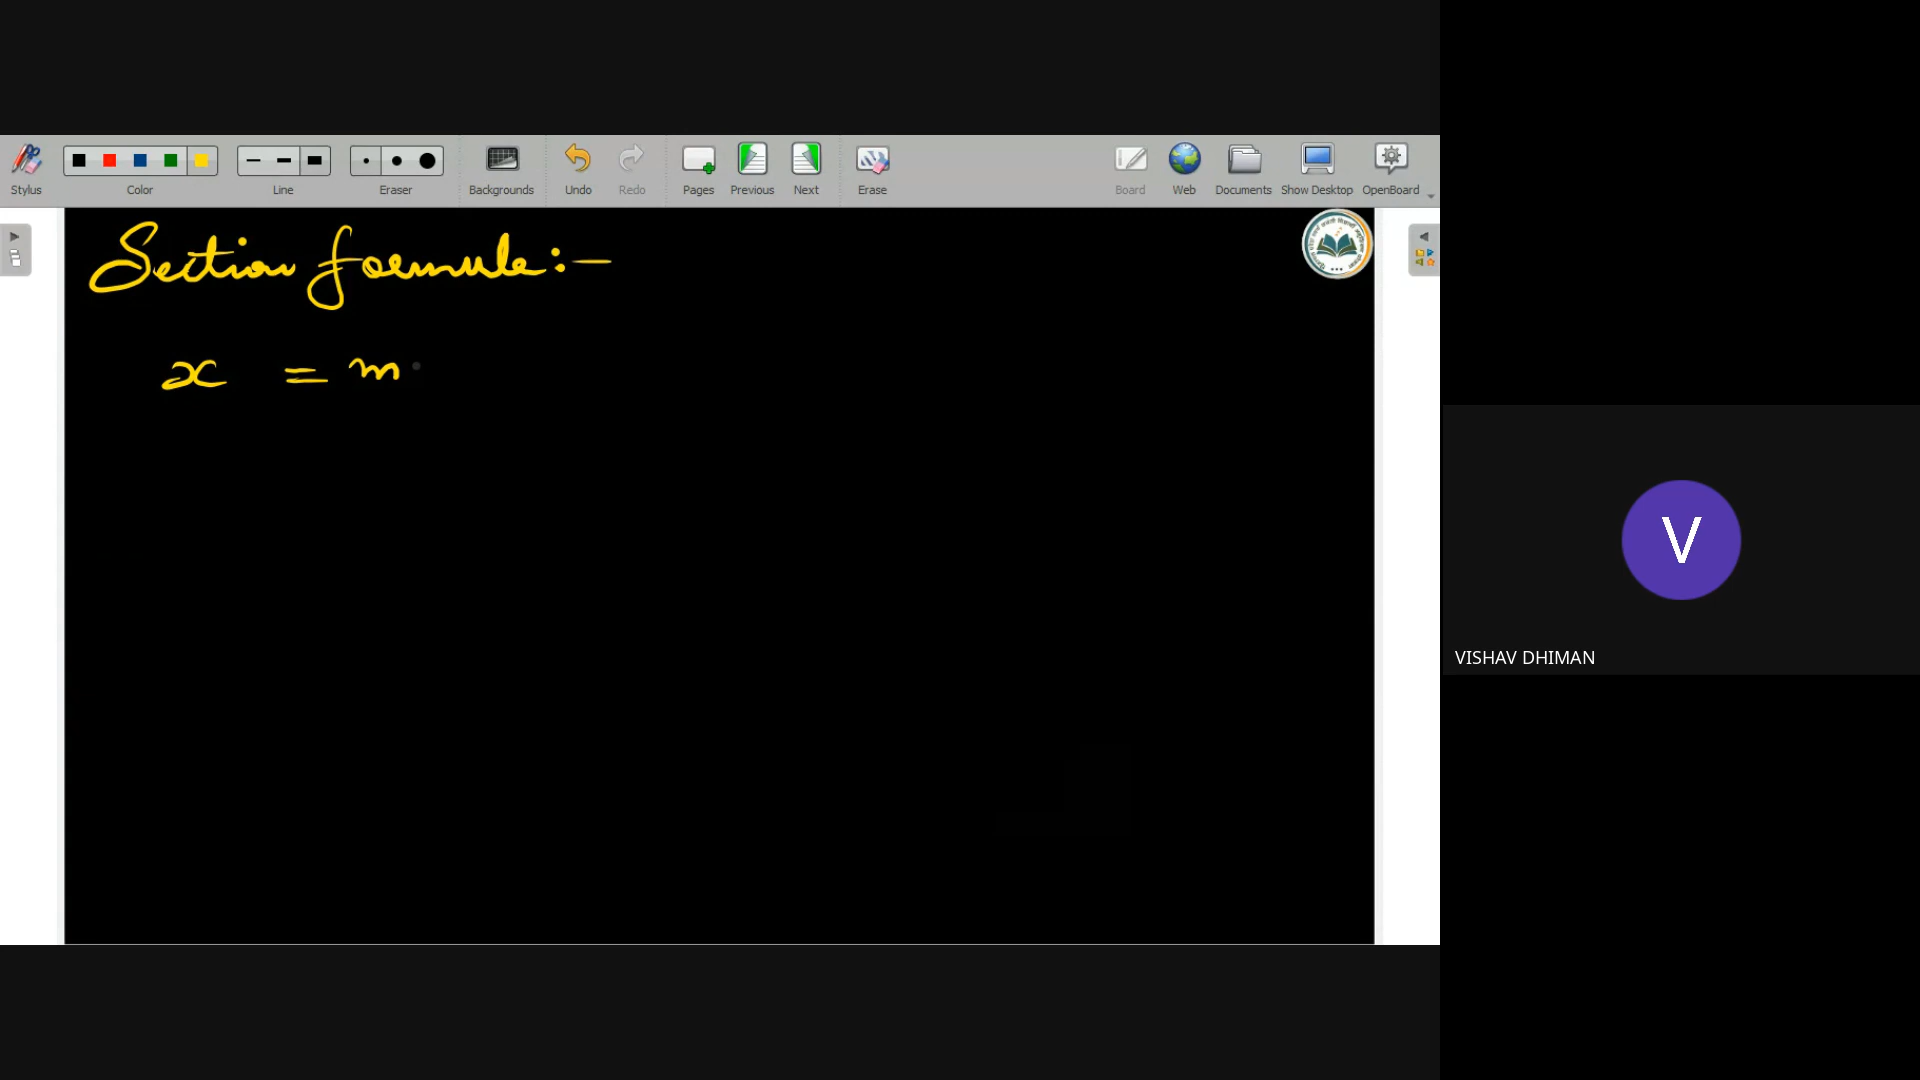 Stylus Color Line Eraser Backgrounds Undo Redo Pages Previous Next Erase Board Web Documents Show Desktop OpenBoard
Section formula:-
x = m
V
VISHAV DHIMAN